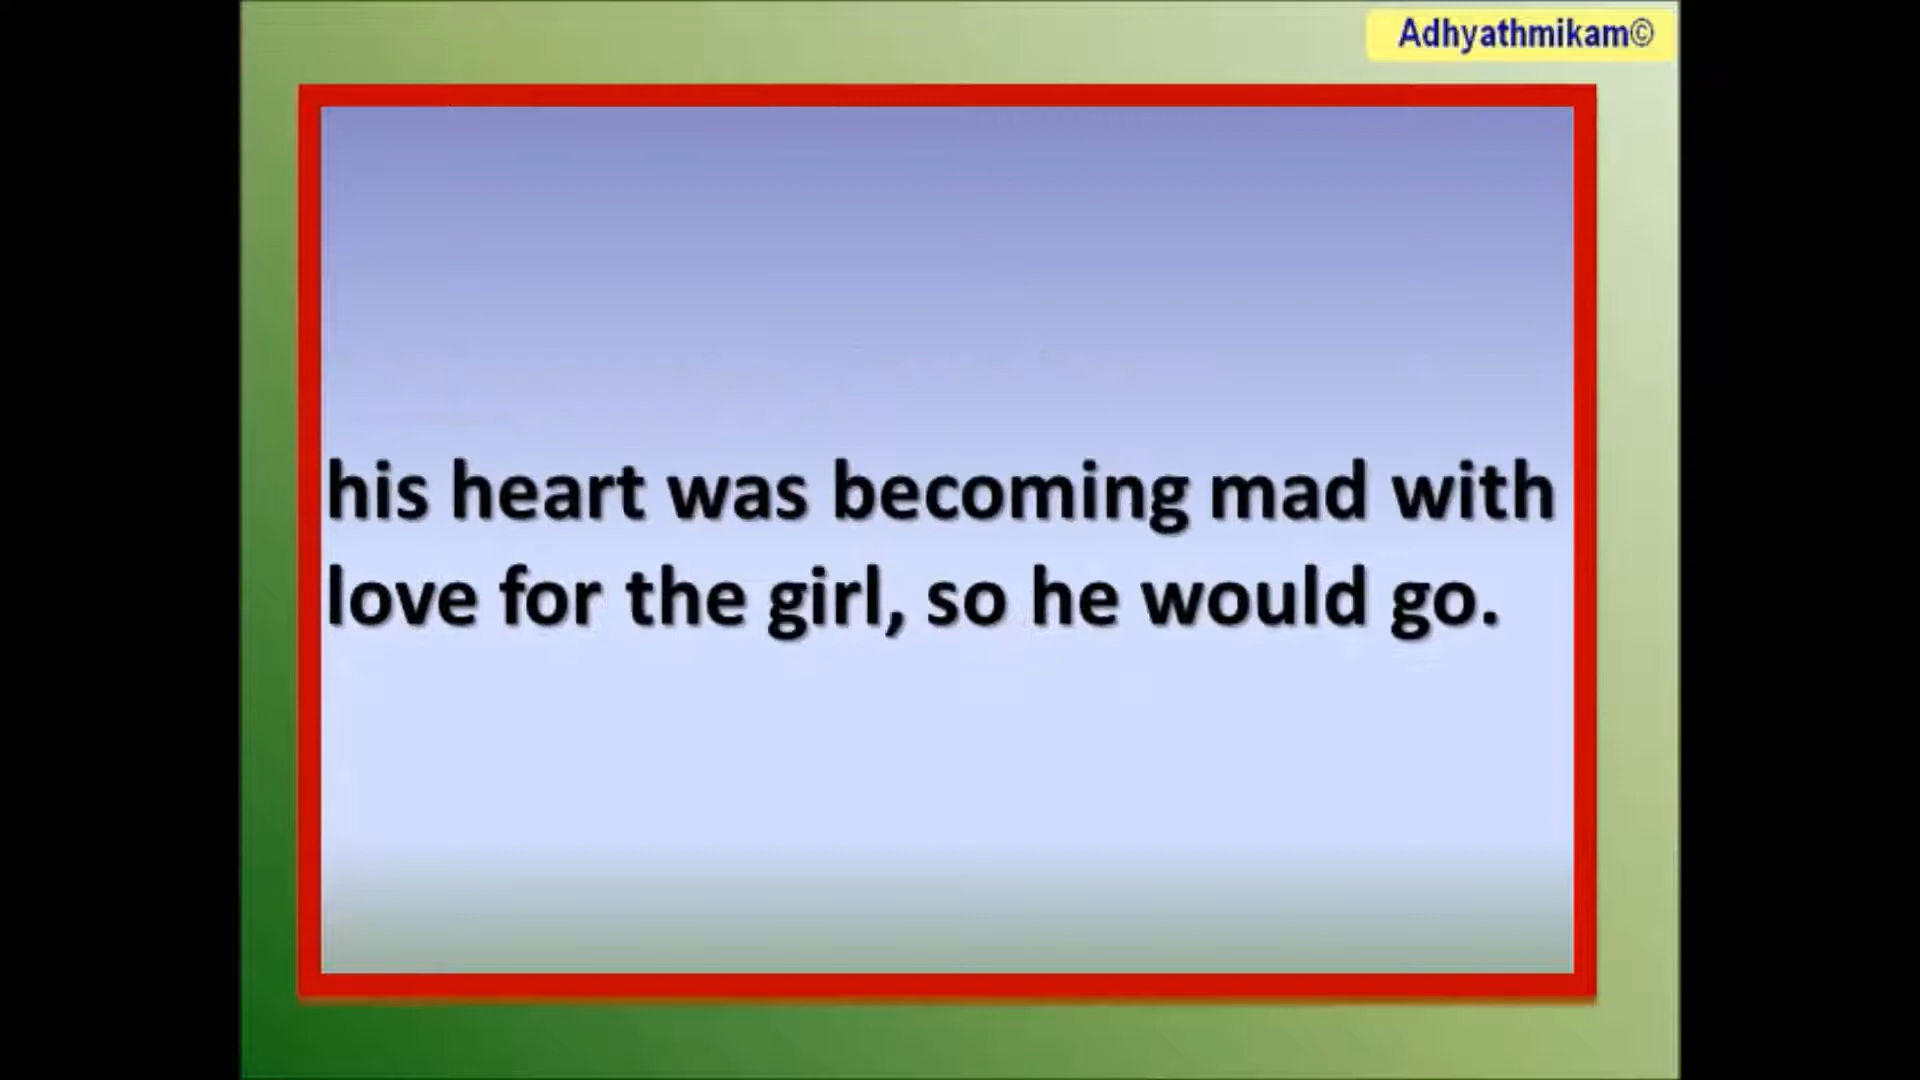 Adhyathmikam©
his heart was becoming mad with
love for the girl, so he would go.